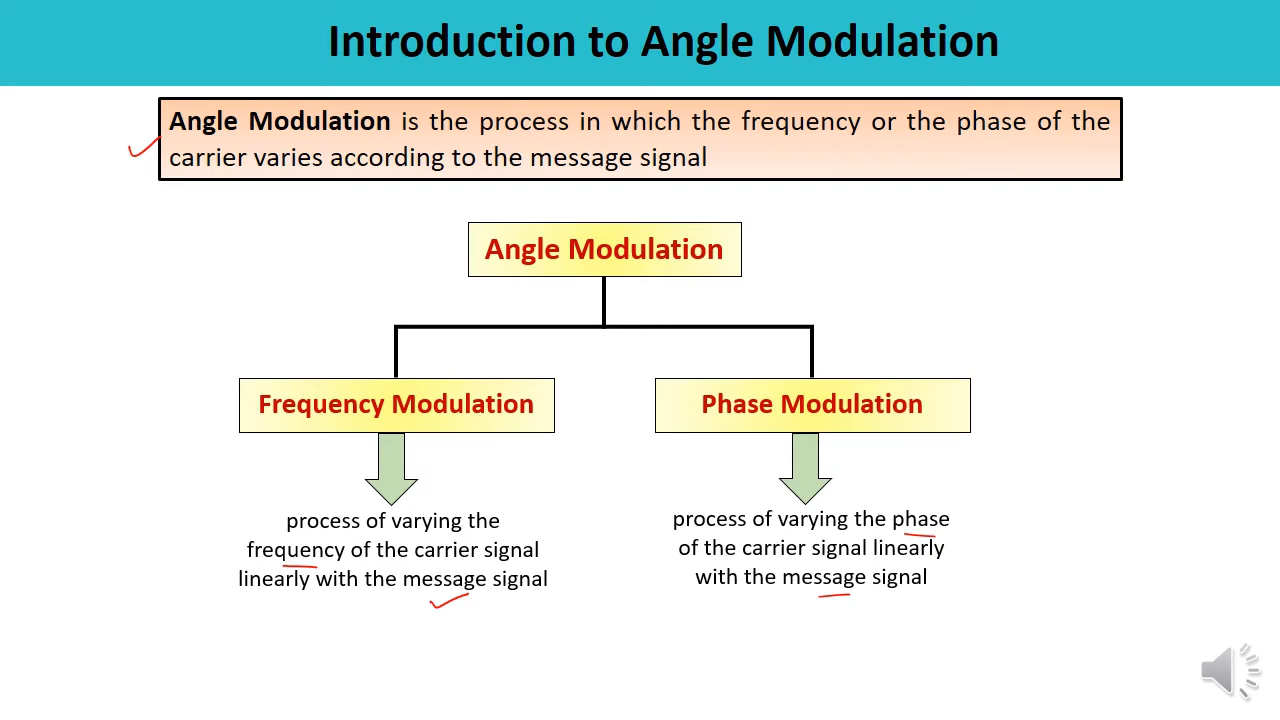 Introduction to Angle Modulation
Angle Modulation is the process in which the frequency or the phase of the
carrier varies according to the message signal
Angle Modulation
Frequency Modulation
Phase Modulation
process of varying the
frequency of the carrier signal
linearly with the message signal
process of varying the phase
of the carrier signal linearly
with the message signal